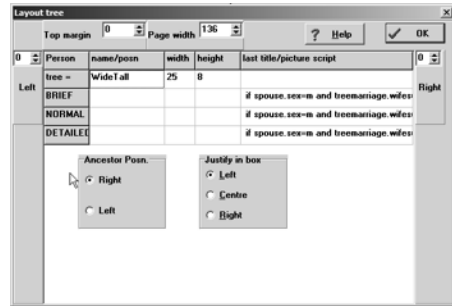 Layout tree
Top margin 0 Page width 136 Help OK
0 Person name/posn width height last title/picture script 0
Left tree = WideTall 25 8 Right
BRIEF if spouse.sex=m and treemarriage.wifes
NORMAL if spouse.sex=m and treemarriage.wifes
DETAILED if spouse.sex=m and treemarriage.wifes
Ancestor Posn. Justify in box
Right Left
Centre
Left Right